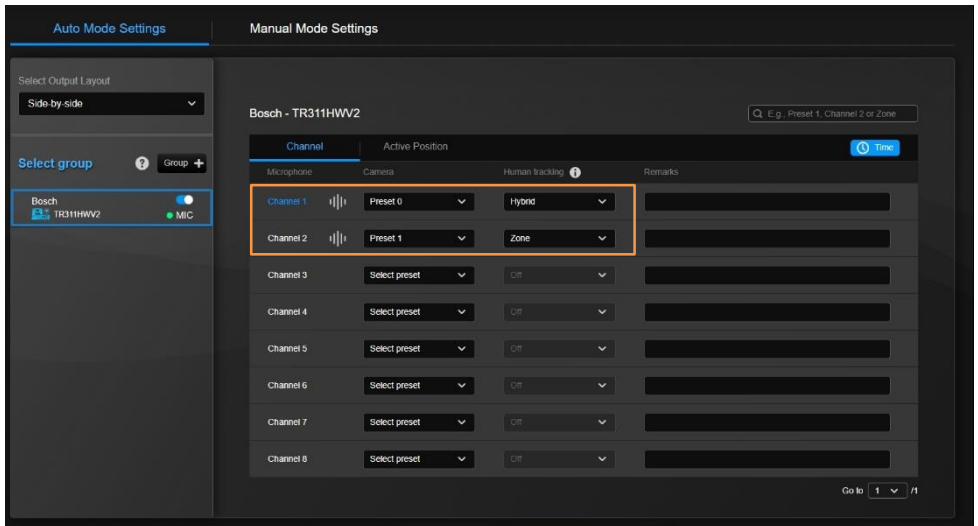 Auto Mode Settings Manual Mode Settings
Select Output Layout
Side-by-side
Select group ? Group +
Bosch
TR311HWV2 MIC
Bosch - TR311HWV2 E.g., Preset 1, Channel 2 or Zone
Channel Active Position Time
Microphone Camera Human tracking Remarks
Channel 1 Preset 0 Hybrid
Channel 2 Preset 1 Zone
Channel 3 Select preset Off
Channel 4 Select preset Off
Channel 5 Select preset Off
Channel 6 Select preset Off
Channel 7 Select preset Off
Channel 8 Select preset Off
Go to 1 /1